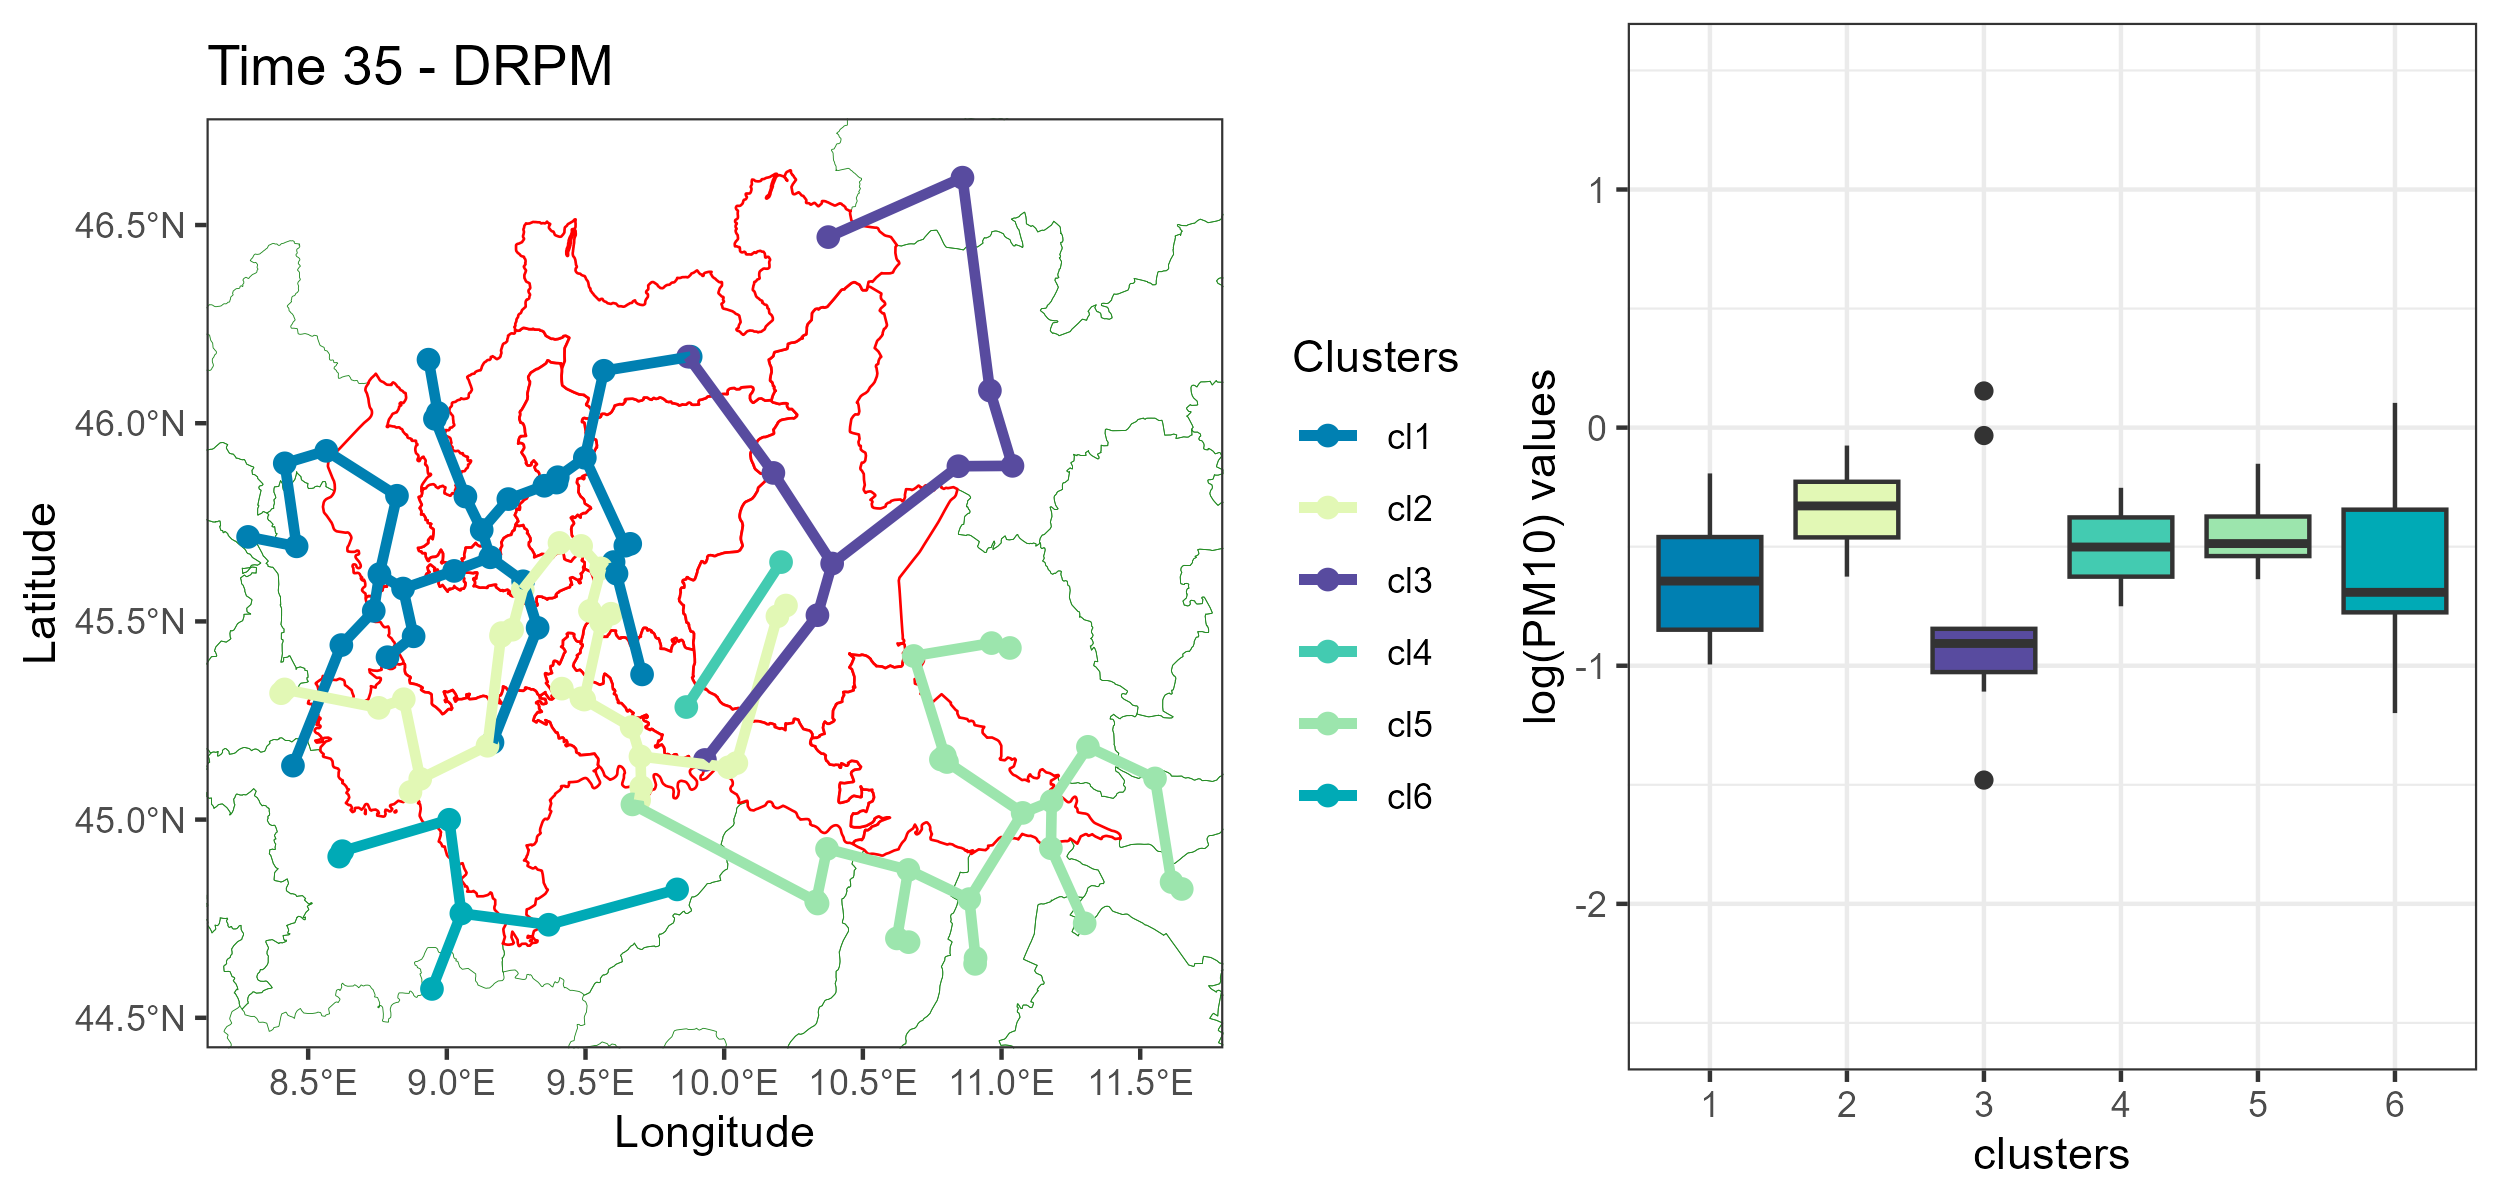 Time 35 - DRPM
46.5°N
46.0°N
45.5°N
45.0°N
44.5°N
Latitude
8.5°E 9.0°E 9.5°E 10.0°E 10.5°E 11.0°E 11.5°E
Longitude
Clusters
cl1
cl2
cl3
cl4
cl5
cl6
log(PM10)) values
1
0
-1
-2
1 2 3 4 5 6
clusters